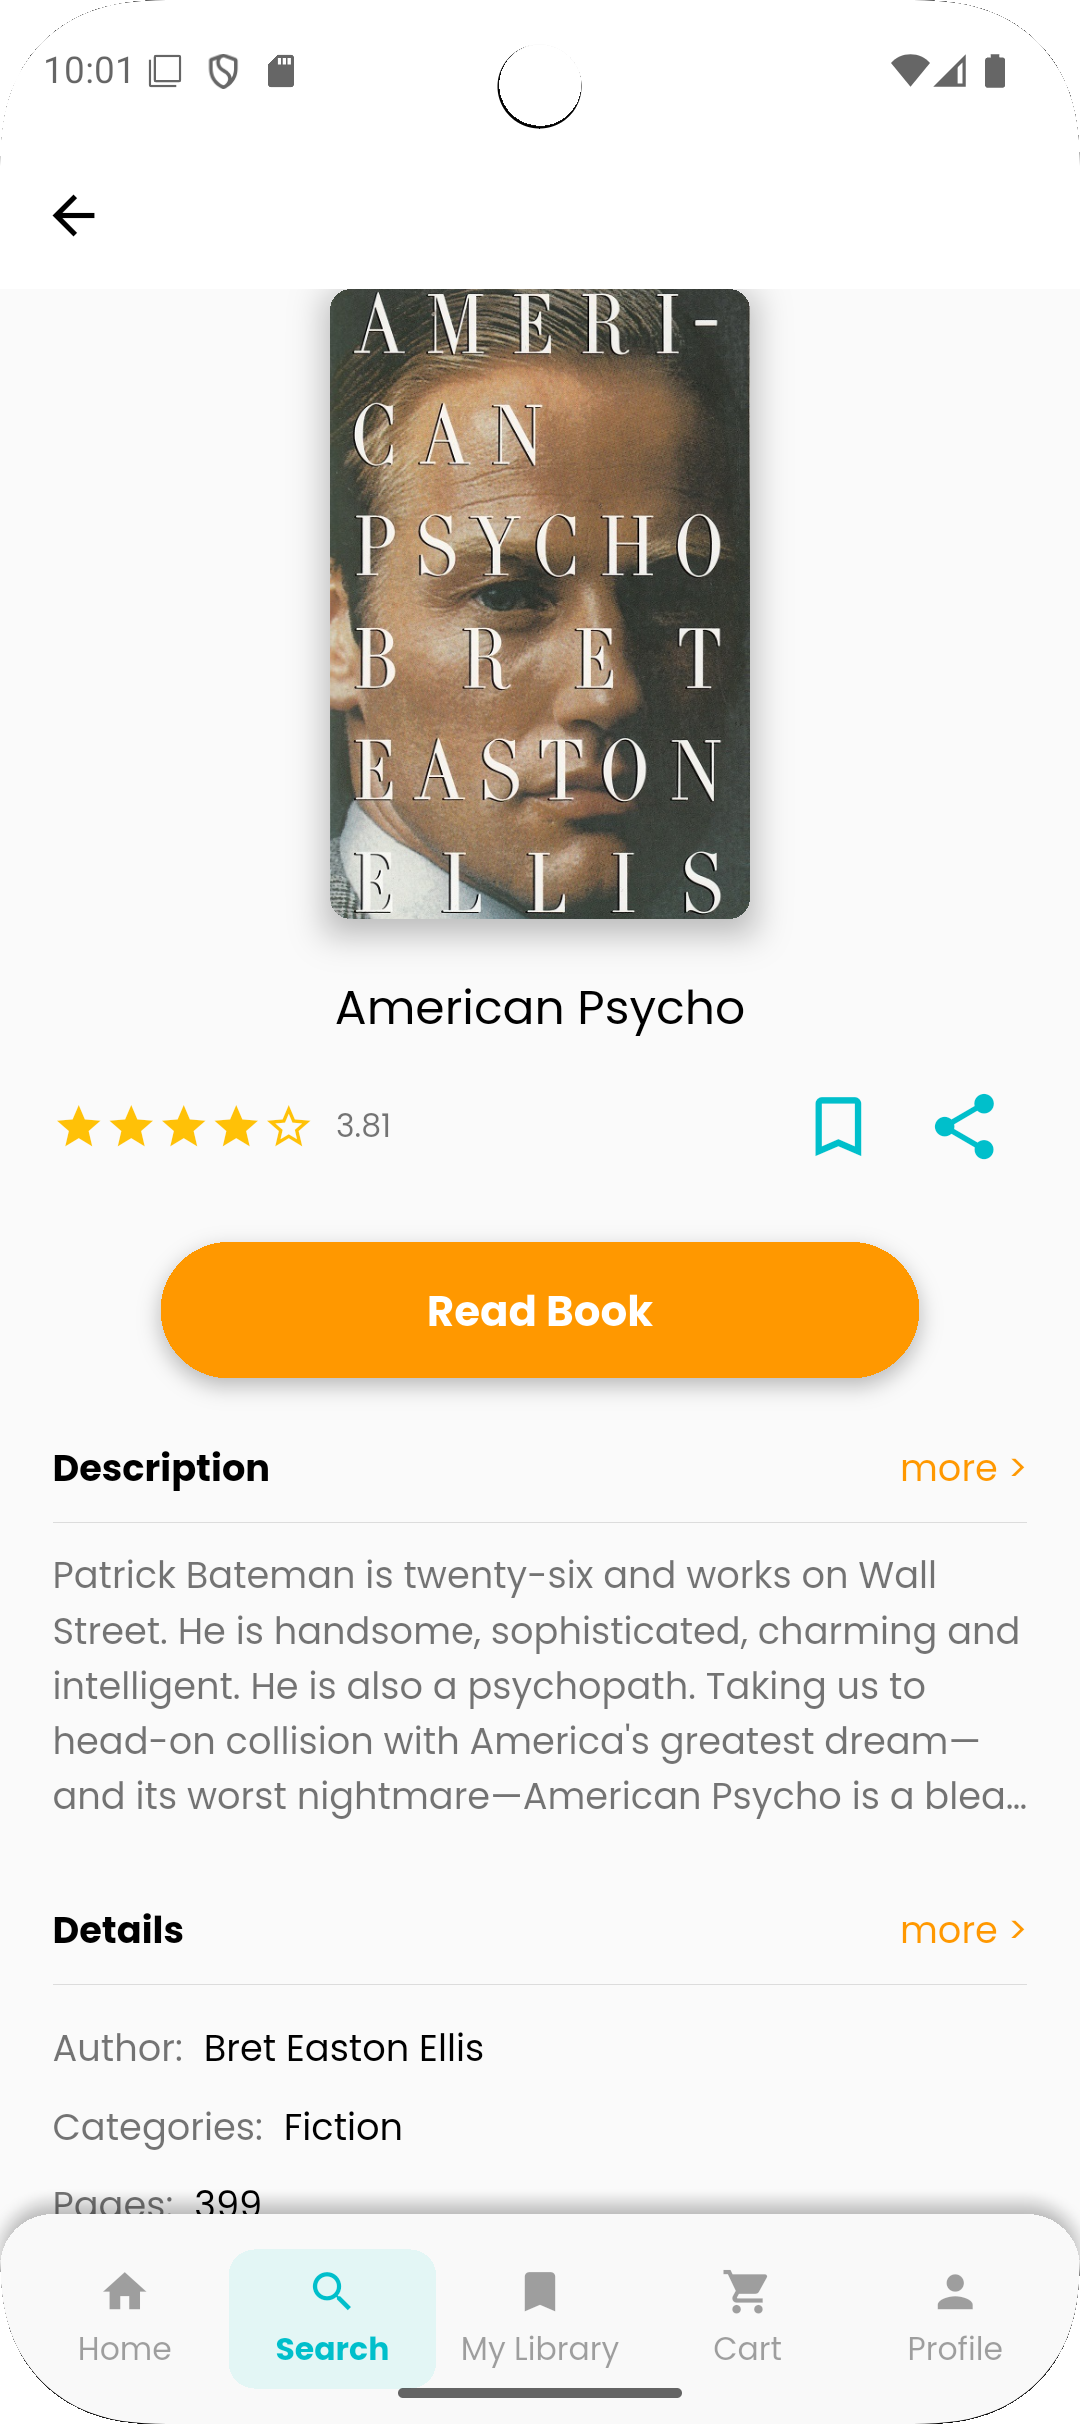 10:01
AMERI-
CAN
PSYCHO
BRET
EASTON
ELLIS
American Psycho
3.81
Read Book
Description more >
Patrick Bateman is twenty-six and works on Wall
Street. He is handsome, sophisticated, charming and
intelligent. He is also a psychopath. Taking us to
head-on collision with America's greatest dream—
and its worst nightmare—American Psycho is a blea...
Details more >
Author: Bret Easton Ellis
Categories: Fiction
Pages: 399
Home Search My Library Cart Profile